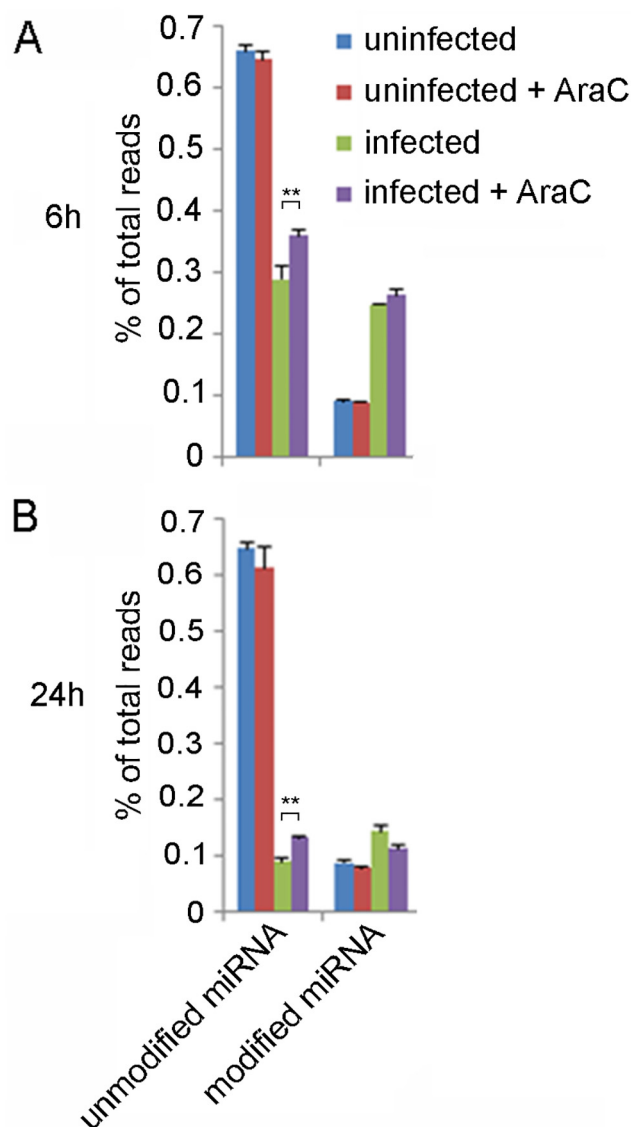 A
6h
% of total reads
0.7
0.6
0.5
0.4
0.3
0.2
0.1
0
**
uninfected
uninfected + AraC
infected
infected + AraC
B
24h
% of total reads
0.7
0.6
0.5
0.4
0.3
0.2
0.1
0
**
unmodified miRNA
modified miRNA